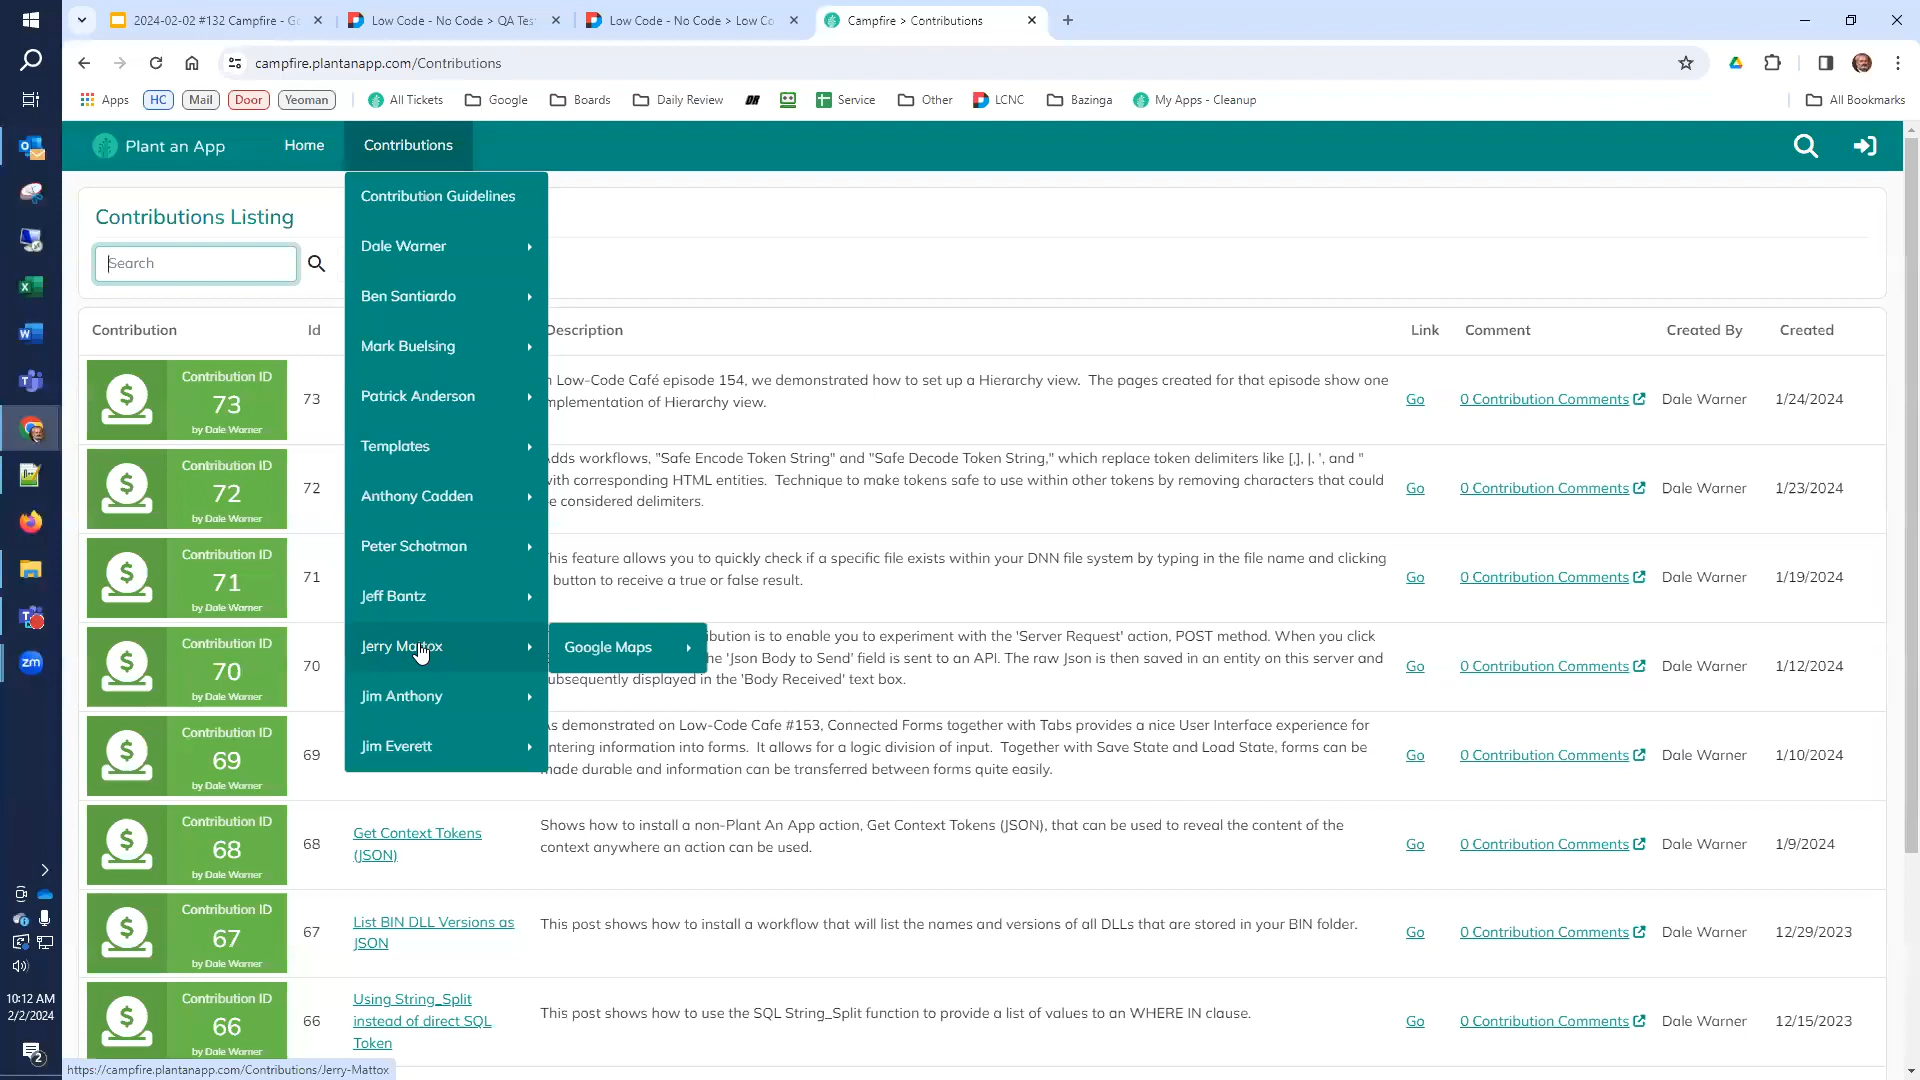 2024-02-02 #132 Campfire - G
Low Code - No Code > QA Tes
Low Code - No Code > Low Co
Campfire > Contributions
campfire.plantanapp.com/Contributions
Apps
HC
Mail
Door
Yeoman
All Tickets
Google
Boards
Daily Review
Service
Other
LCNC
Bazinga
My Apps - Cleanup
All Bookmarks
Plant an App
Home
Contributions
Contribution Guidelines
Dale Warner
Ben Santiardo
Mark Buelsing
Patrick Anderson
Templates
Anthony Cadden
Peter Schotman
Jeff Bantz
Jerry Mattox
Google Maps
Jim Anthony
Jim Everett
Contributions Listing
Search
Contribution
Id
Description
Link
Comment
Created By
Created
Contribution ID
73
by Dale Warner
73
n Low-Code Café episode 154, we demonstrated how to set up a Hierarchy view. The pages created for that episode show one
mplementation of Hierarchy view.
Go
0 Contribution Comments
Dale Warner
1/24/2024
Contribution ID
72
by Dale Warner
72
Adds workflows, "Safe Encode Token String" and "Safe Decode Token String," which replace token delimiters like [,], |, ', and "
with corresponding HTML entities. Technique to make tokens safe to use within other tokens by removing characters that could
be considered delimiters.
Go
0 Contribution Comments
Dale Warner
1/23/2024
Contribution ID
71
by Dale Warner
71
This feature allows you to quickly check if a specific file exists within your DNN file system by typing in the file name and clicking
button to receive a true or false result.
Go
0 Contribution Comments
Dale Warner
1/19/2024
Contribution ID
70
by Dale Warner
70
ibution is to enable you to experiment with the 'Server Request' action, POST method. When you click
he 'Json Body to Send' field is sent to an API. The raw Json is then saved in an entity on this server and
ubsequently displayed in the 'Body Received' text box.
Go
0 Contribution Comments
Dale Warner
1/12/2024
Contribution ID
69
by Dale Warner
69
As demonstrated on Low-Code Cafe #153, Connected Forms together with Tabs provides a nice User Interface experience for
entering information into forms. It allows for a logic division of input. Together with Save State and Load State, forms can be
made durable and information can be transferred between forms quite easily.
Go
0 Contribution Comments
Dale Warner
1/10/2024
Contribution ID
68
by Dale Warner
68
Get Context Tokens
(JSON)
Shows how to install a non-Plant An App action, Get Context Tokens (JSON), that can be used to reveal the content of the
context anywhere an action can be used.
Go
0 Contribution Comments
Dale Warner
1/9/2024
Contribution ID
67
by Dale Warner
67
List BIN DLL Versions as
JSON
This post shows how to install a workflow that will list the names and versions of all DLLs that are stored in your BIN folder.
Go
0 Contribution Comments
Dale Warner
12/29/2023
Contribution ID
66
by Dale Warner
66
Using String_Split
instead of direct SQL
Token
This post shows how to use the SQL String_Split function to provide a list of values to an WHERE IN clause.
Go
0 Contribution Comments
Dale Warner
12/15/2023
https://campfire.plantanapp.com/Contributions/Jerry-Mattox
zm
10:12 AM
2/2/2024
2